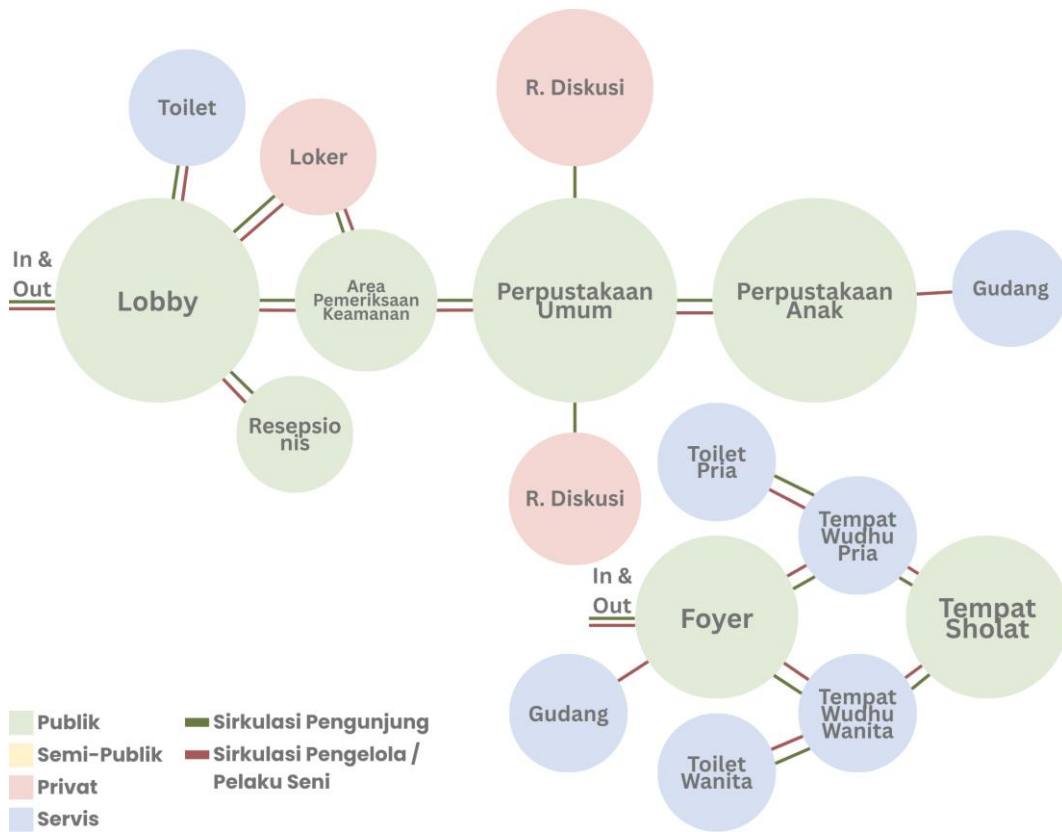 R. Diskusi
Toilet
Loker
In &
Out
Lobby
Area
Pemeriksaan
Keamanan
Perpustakaan
Umum
Perpustakaan
Anak
Gudang
Resepsio
nis
R. Diskusi
Toilet
Pria
Tempat
Wudhu
Pria
In &
Out
Foyer
Tempat
Sholat
Gudang
Tempat
Wudhu
Wanita
Toilet
Wanita
Publik
Semi-Publik
Privat
Servis
Sirkulasi Pengunjung
Sirkulasi Pengelola /
Pelaku Seni